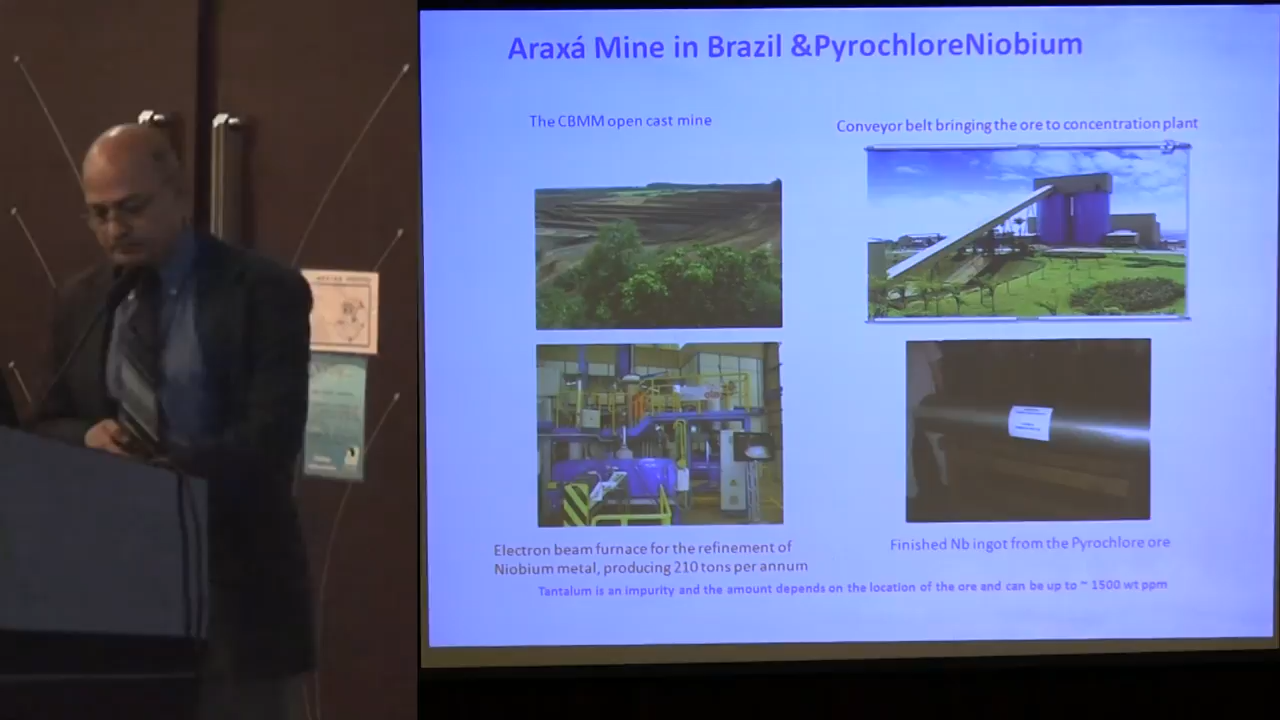 Araxá Mine in Brazil &PyrochloreNiobium
The CBMM open cast mine
Conveyor belt bringing the ore to concentration plant
Electron beam furnace for the refinement of
Niobium metal, producing 210 tons per annum
Finished Nb ingot from the Pyrochlore ore
Tantalum is an impurity and the amount depends on the location of the ore and can be up to ~ 1500 wt ppm